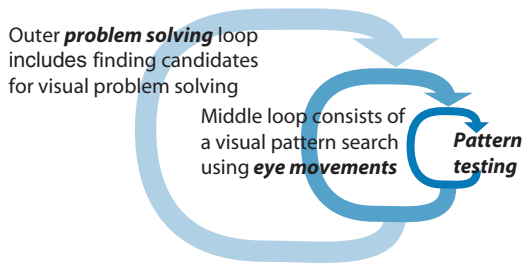 Outer problem solving loop
includes finding candidates
for visual problem solving
Middle loop consists of
a visual pattern search
using eye movements
Pattern
testing